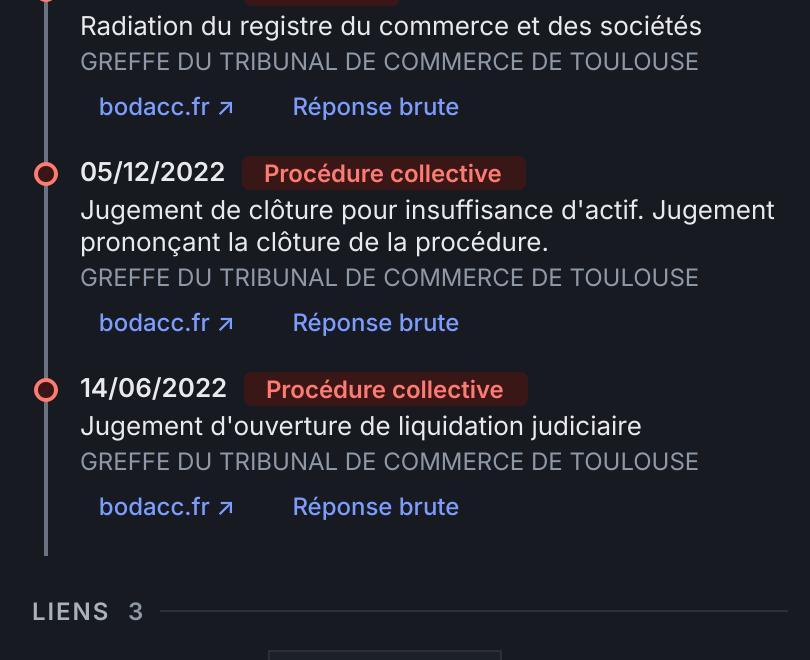 Radiation du registre du commerce et des sociétés
GREFFE DU TRIBUNAL DE COMMERCE DE TOULOUSE
bodacc.fr ↗ Réponse brute
05/12/2022 Procédure collective
Jugement de clôture pour insuffisance d'actif. Jugement
prononçant la clôture de la procédure.
GREFFE DU TRIBUNAL DE COMMERCE DE TOULOUSE
bodacc.fr ↗ Réponse brute
14/06/2022 Procédure collective
Jugement d'ouverture de liquidation judiciaire
GREFFE DU TRIBUNAL DE COMMERCE DE TOULOUSE
bodacc.fr ↗ Réponse brute
LIENS 3